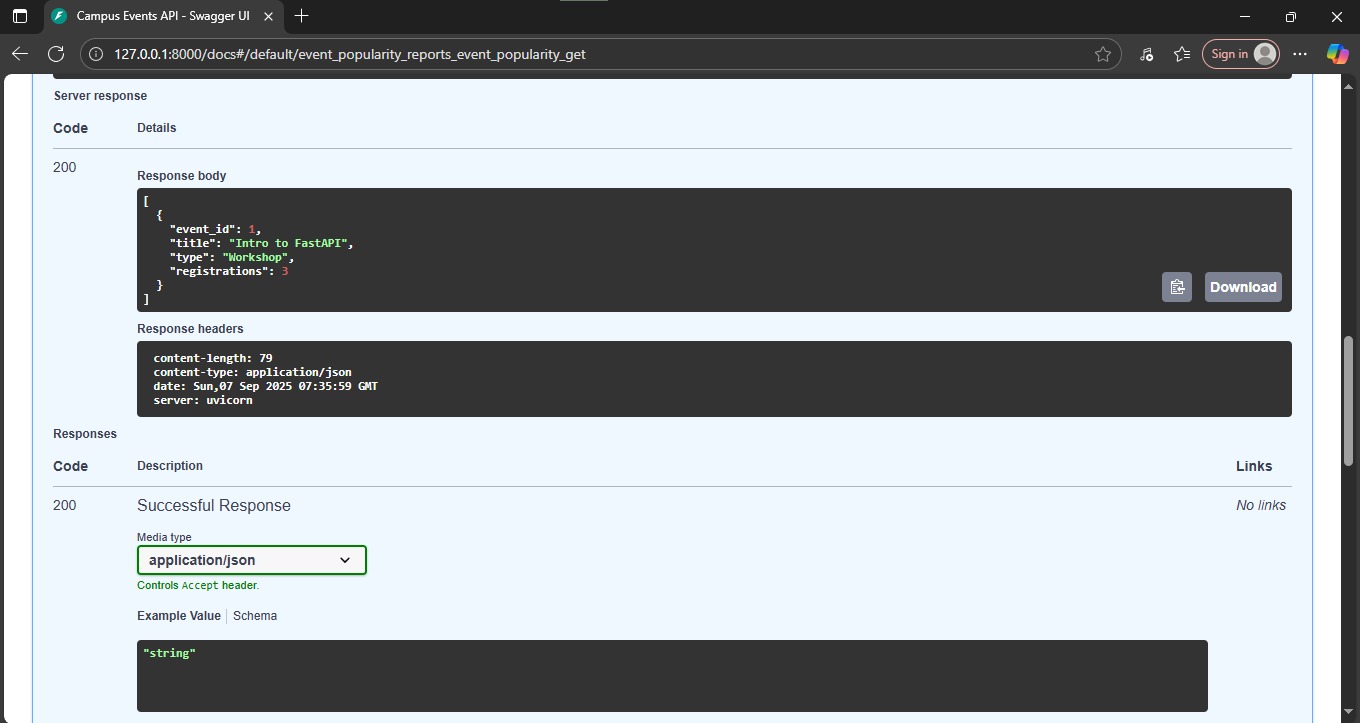 Campus Events API - Swagger UI
127.0.0.1:8000/docs#/default/event_popularity_reports_event_popularity_get
Sign in
Server response
Code Details
200
Response body
[
  {
    "event_id": 1,
    "title": "Intro to FastAPI",
    "type": "Workshop",
    "registrations": 3
  }
]
Download
Response headers
content-length: 79
content-type: application/json
date: Sun,07 Sep 2025 07:35:59 GMT
server: uvicorn
Responses
Code Description Links
200 Successful Response No links
Media type
application/json
Controls Accept header.
Example Value Schema
"string"